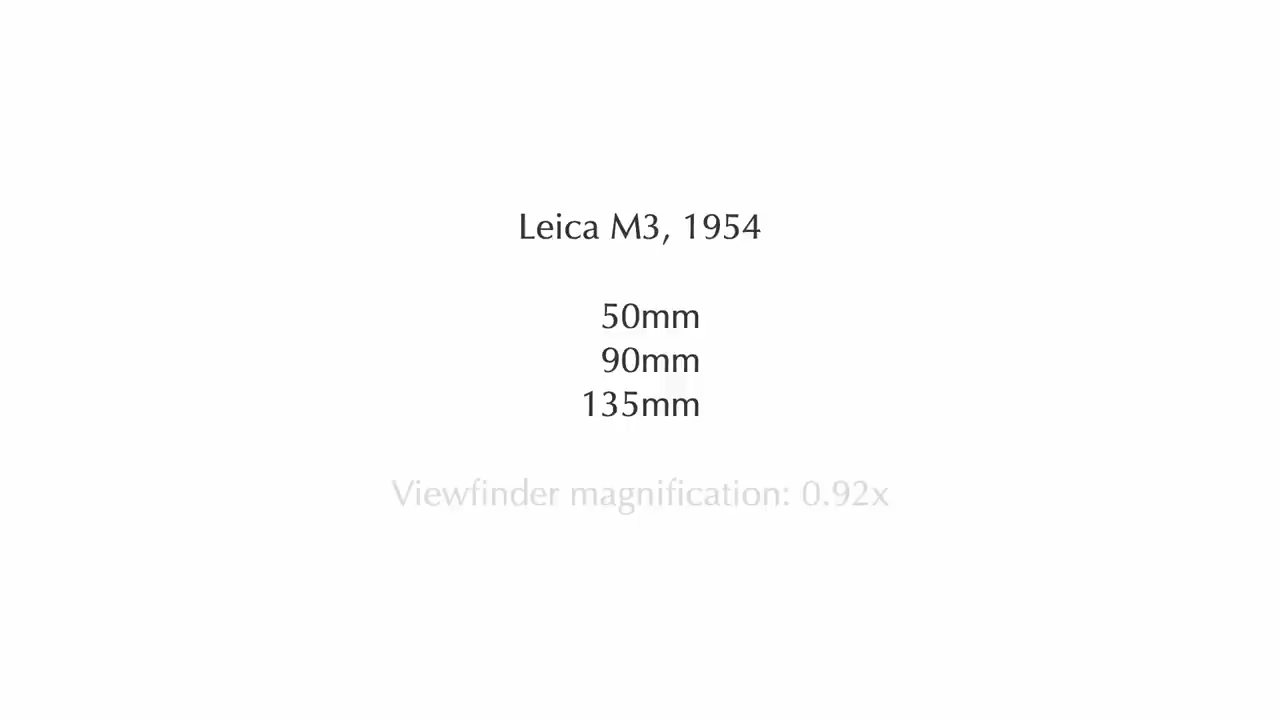 Leica M3, 1954
50mm
90mm
135mm
Viewfinder magnification: 0.92x